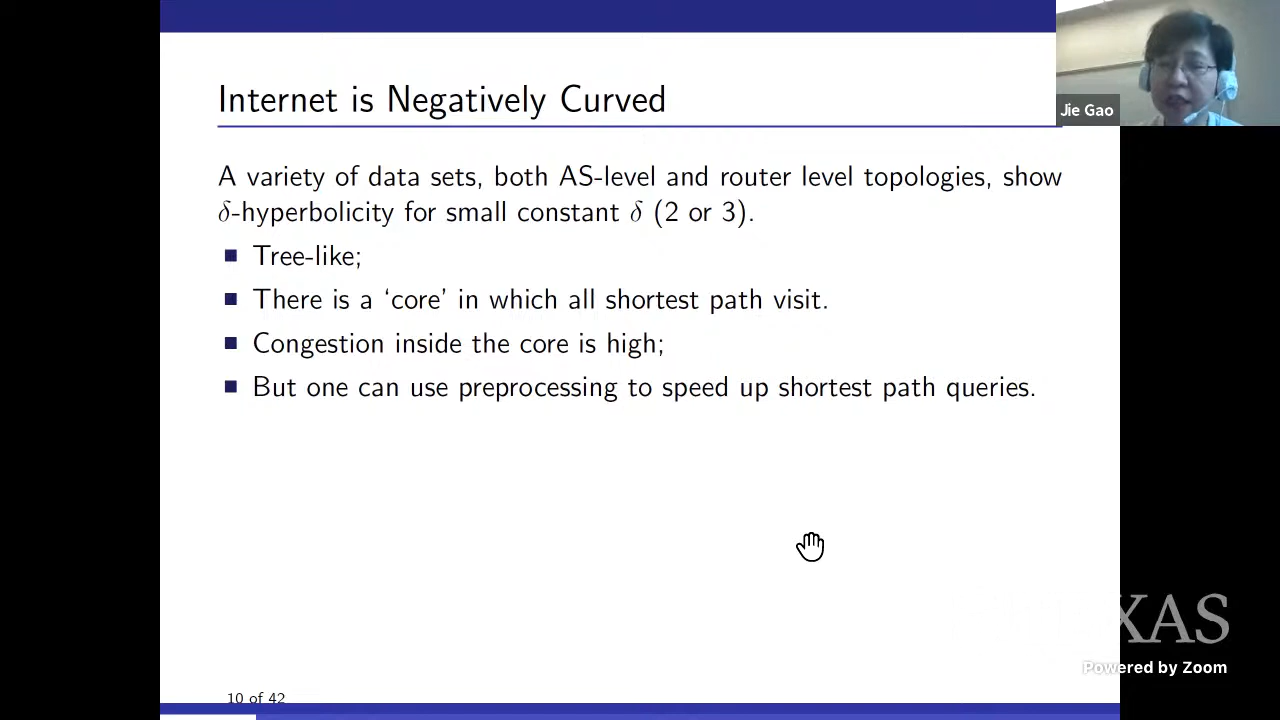 Internet is Negatively Curved
Jie Gao
A variety of data sets, both AS-level and router level topologies, show
δ-hyperbolicity for small constant δ (2 or 3).
Tree-like;
There is a ‘core’ in which all shortest path visit.
Congestion inside the core is high;
But one can use preprocessing to speed up shortest path queries.
XAS
Powered by Zoom
10 of 42